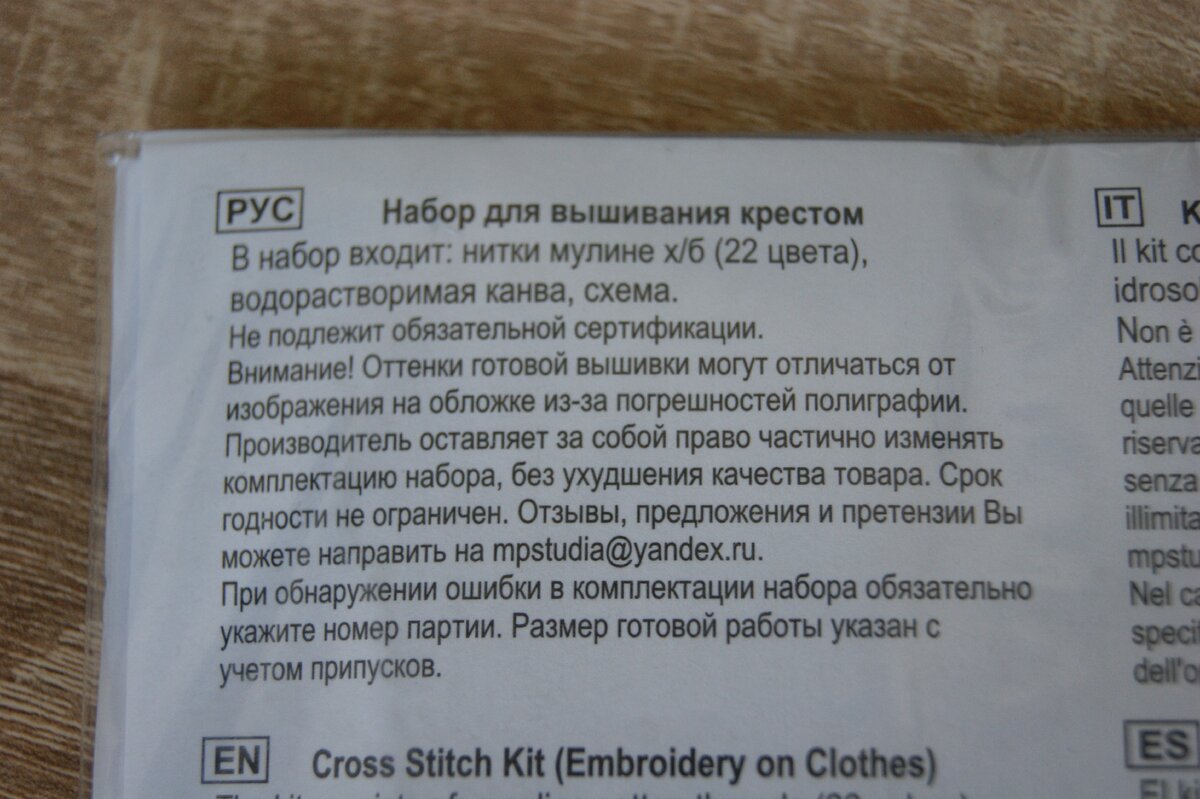 РУС
Набор для вышивания крестом
В набор входит: нитки мулине х/б (22 цвета),
водорастворимая канва, схема.
Не подлежит обязательной сертификации.
Внимание! Оттенки готовой вышивки могут отличаться от
изображения на обложке из-за погрешностей полиграфии.
Производитель оставляет за собой право частично изменять
комплектацию набора, без ухудшения качества товара. Срок
годности не ограничен. Отзывы, предложения и претензии Вы
можете направить на mpstudia@yandex.ru.
При обнаружении ошибки в комплектации набора обязательно
укажите номер партии. Размер готовой работы указан с
учетом припусков.
EN
Cross Stitch Kit (Embroidery on Clothes)
IT
Il kit
Non è
quelle
senza
Nel
ES